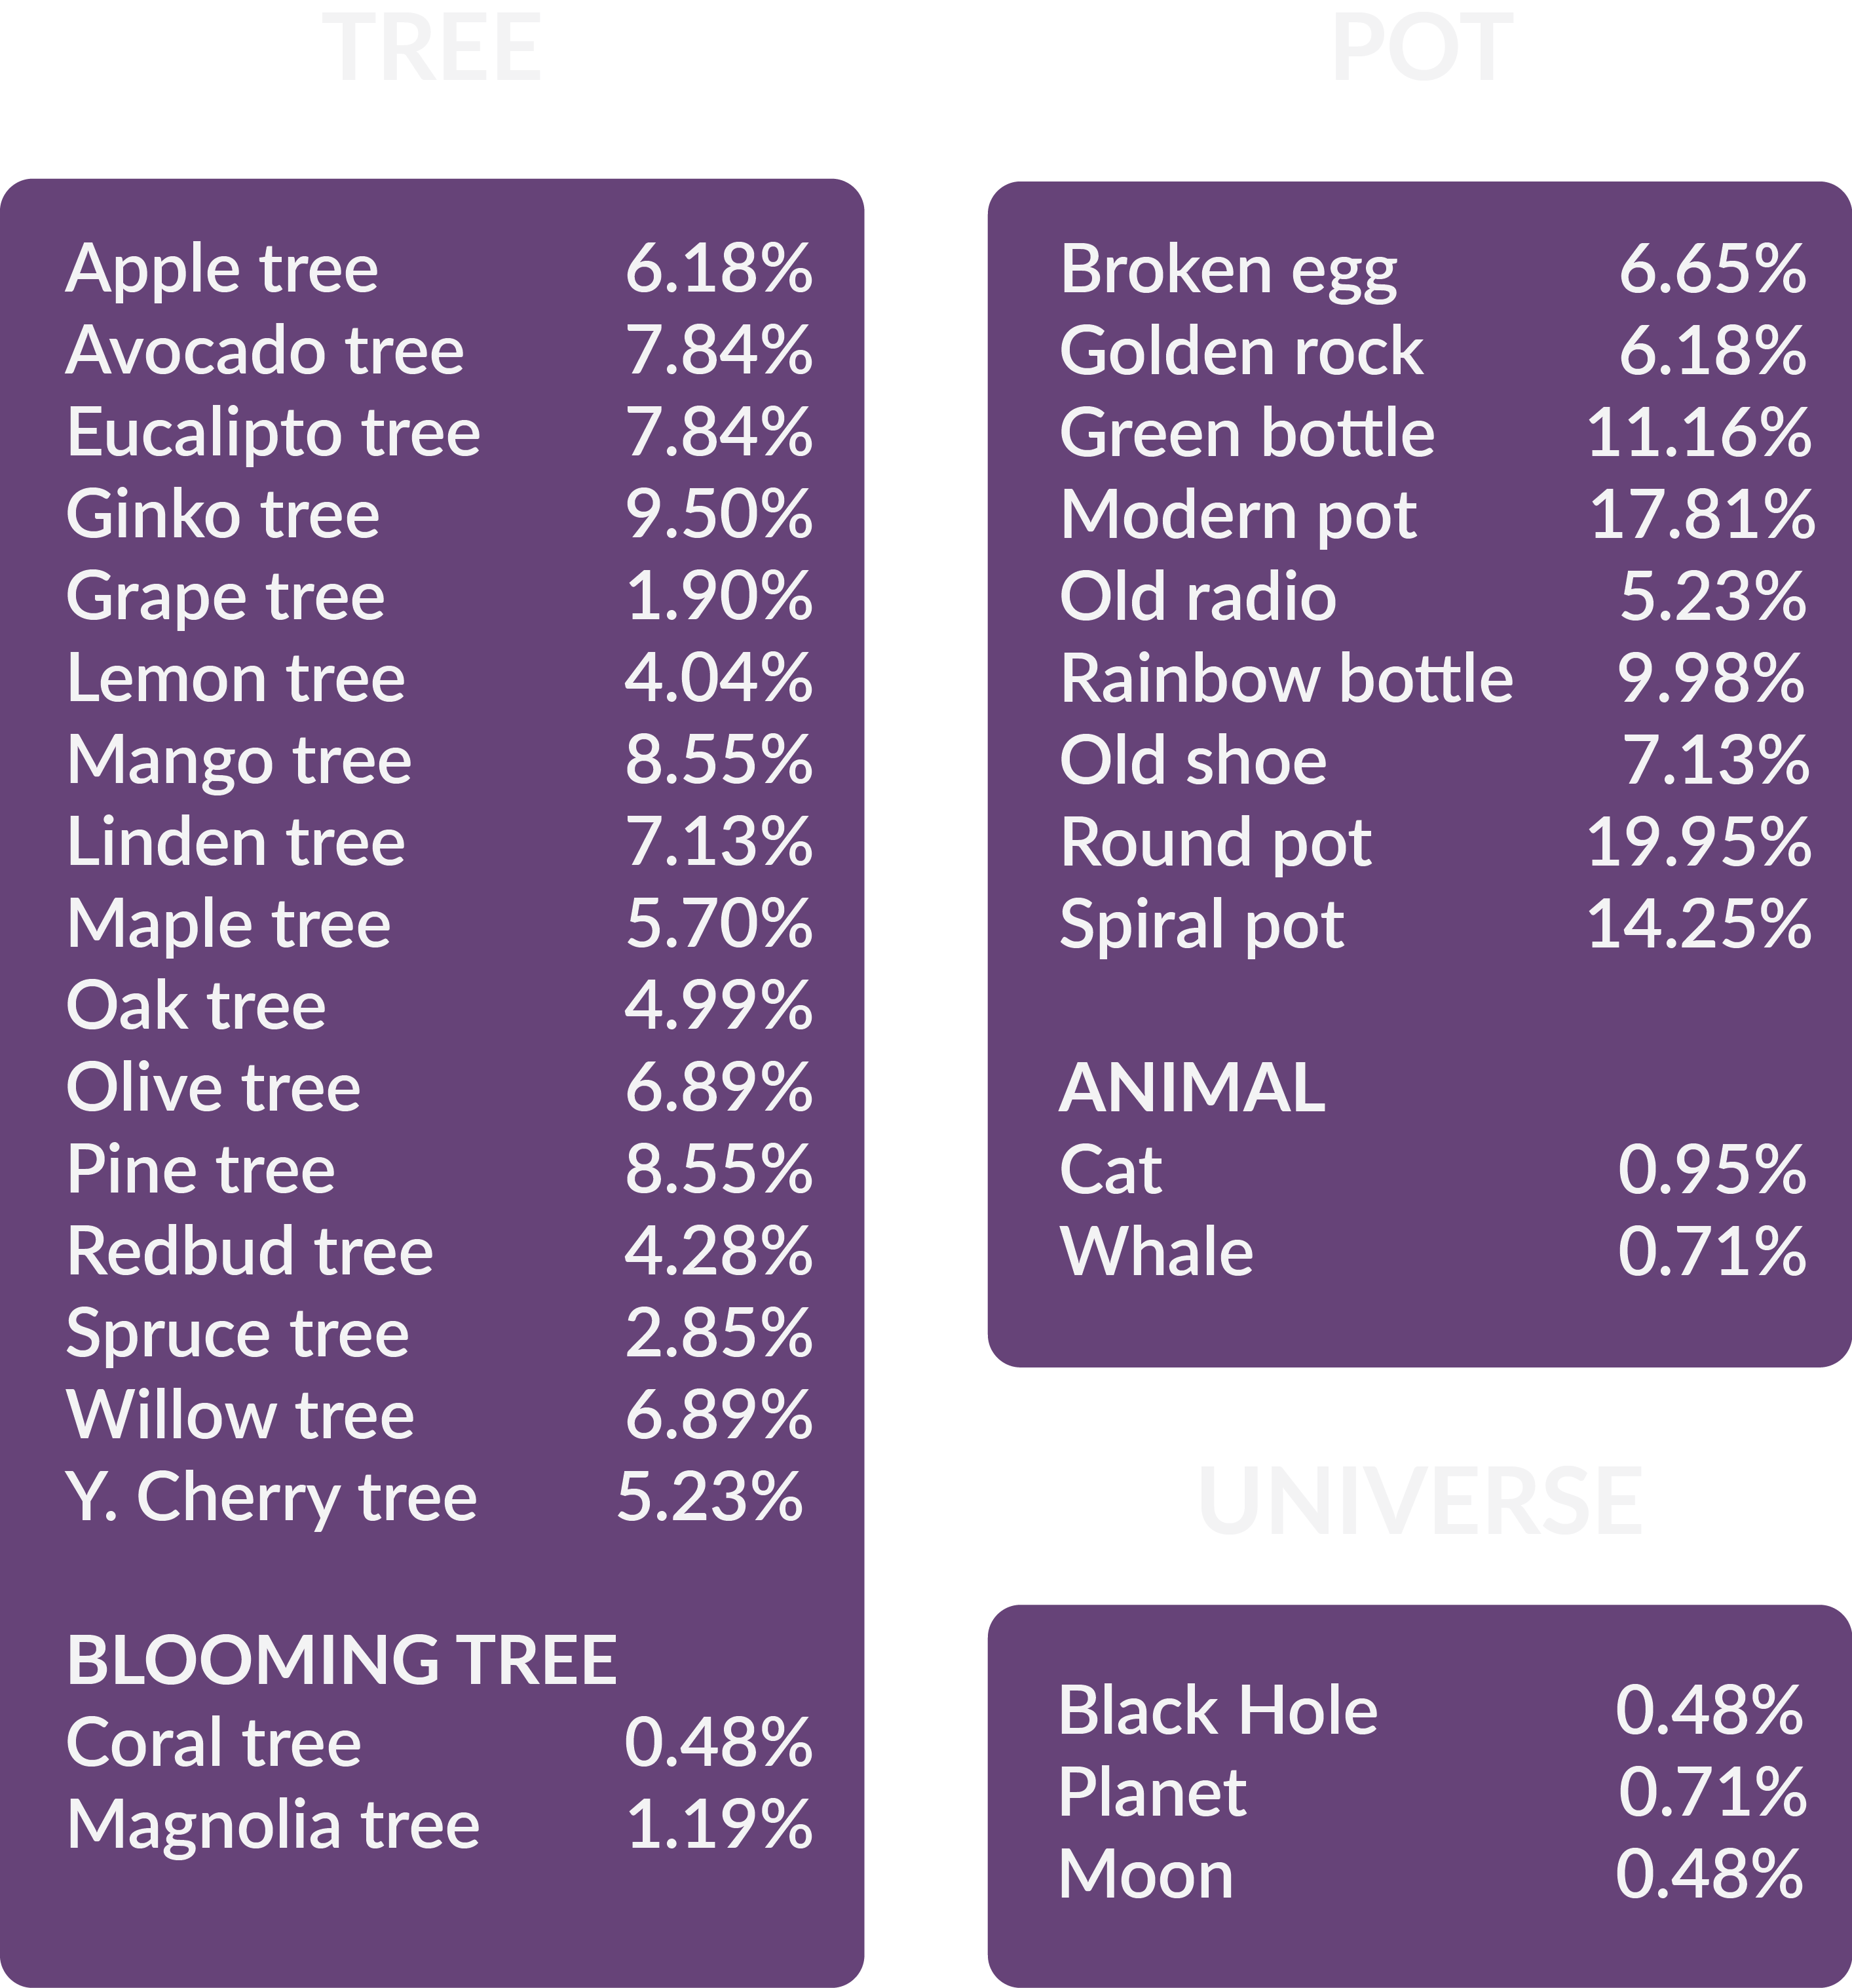 TREE
Apple tree 6.18%
Avocado tree 7.84%
Eucalipto tree 7.84%
Ginko tree 9.50%
Grape tree 1.90%
Lemon tree 4.04%
Mango tree 8.55%
Linden tree 7.13%
Maple tree 5.70%
Oak tree 4.99%
Olive tree 6.89%
Pine tree 8.55%
Redbud tree 4.28%
Spruce tree 2.85%
Willow tree 6.89%
Y. Cherry tree 5.23%
BLOOMING TREE
Coral tree 0.48%
Magnolia tree 1.19%
POT
Broken egg 6.65%
Golden rock 6.18%
Green bottle 11.16%
Modern pot 17.81%
Old radio 5.23%
Rainbow bottle 9.98%
Old shoe 7.13%
Round pot 19.95%
Spiral pot 14.25%
ANIMAL
Cat 0.95%
Whale 0.71%
UNIVERSE
Black Hole 0.48%
Planet 0.71%
Moon 0.48%